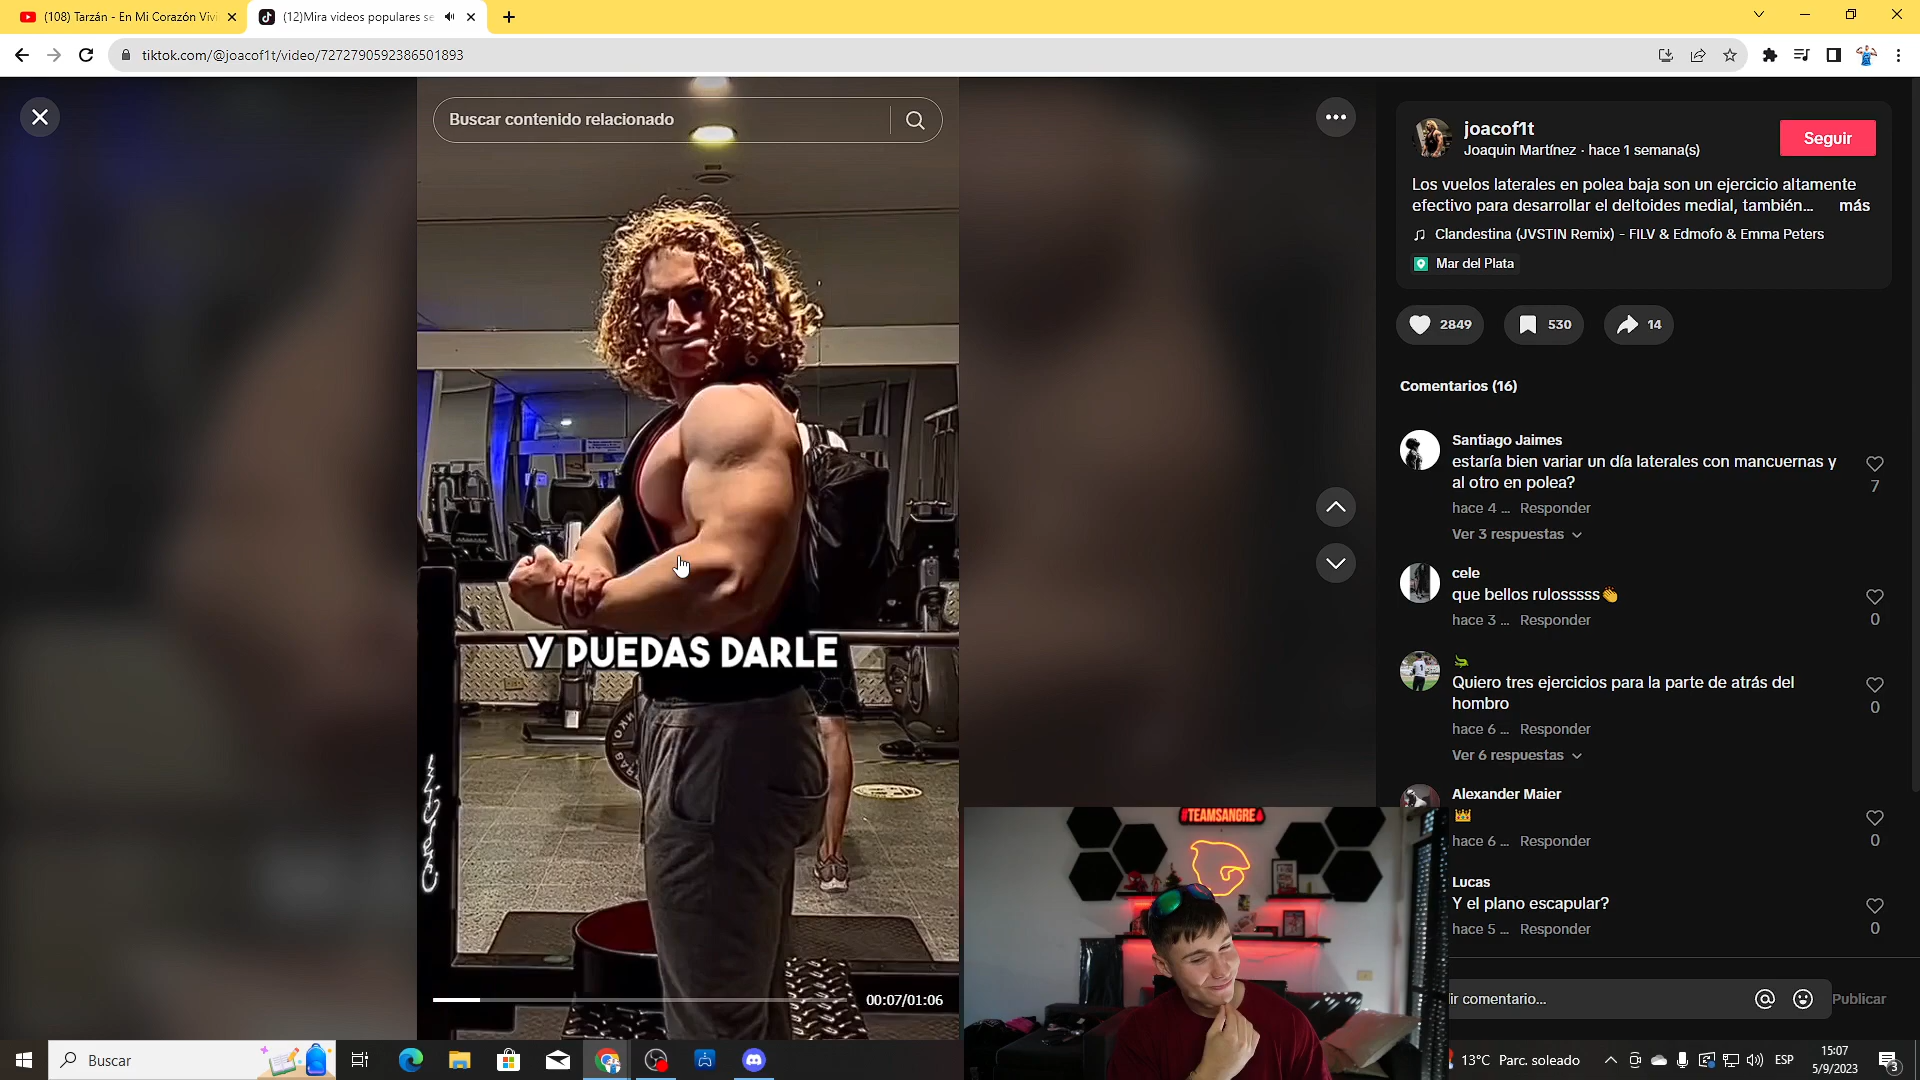 (108) Tarzán - En Mi Corazón Vivi
(12)Mira videos populares se
tiktok.com/@joacof1t/video/7272790592386501893
Buscar contenido relacionado
joacof1t
Joaquin Martínez · hace 1 semana(s)
Seguir
Los vuelos laterales en polea baja son un ejercicio altamente
efectivo para desarrollar el deltoides medial, también... más
Clandestina (JVSTIN Remix) - FILV & Edmofo & Emma Peters
Mar del Plata
2849
530
14
Comentarios (16)
Santiago Jaimes
estaría bien variar un día laterales con mancuernas y
al otro en polea?
7
hace 4 ... Responder
Ver 3 respuestas
cele
que bellos rulosssss👏
0
hace 3 ... Responder
Quiero tres ejercicios para la parte de atrás del
hombro
0
hace 6 ... Responder
Ver 6 respuestas
Alexander Maier
👑
0
hace 6 ... Responder
Lucas
Y el plano escapular?
0
hace 5 ... Responder
ir comentario...
Publicar
Y PUEDAS DARLE
00:07/01:06
#TEAMSANGRE
Buscar
13°C Parc. soleado
ESP
15:07
5/9/2023
3